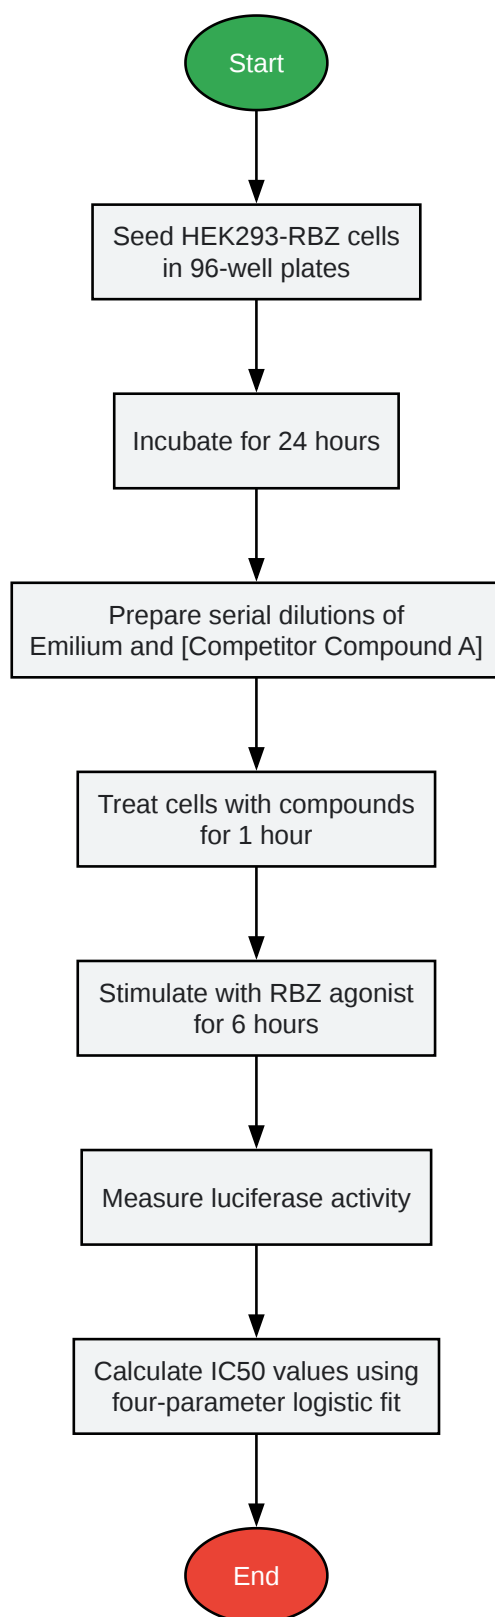 Start
Seed HEK293-RBZ cells
in 96-well plates
Incubate for 24 hours
Prepare serial dilutions of
Emilium and [Competitor Compound A]
Treat cells with compounds
for 1 hour
Stimulate with RBZ agonist
for 6 hours
Measure luciferase activity
Calculate IC50 values using
four-parameter logistic fit
End